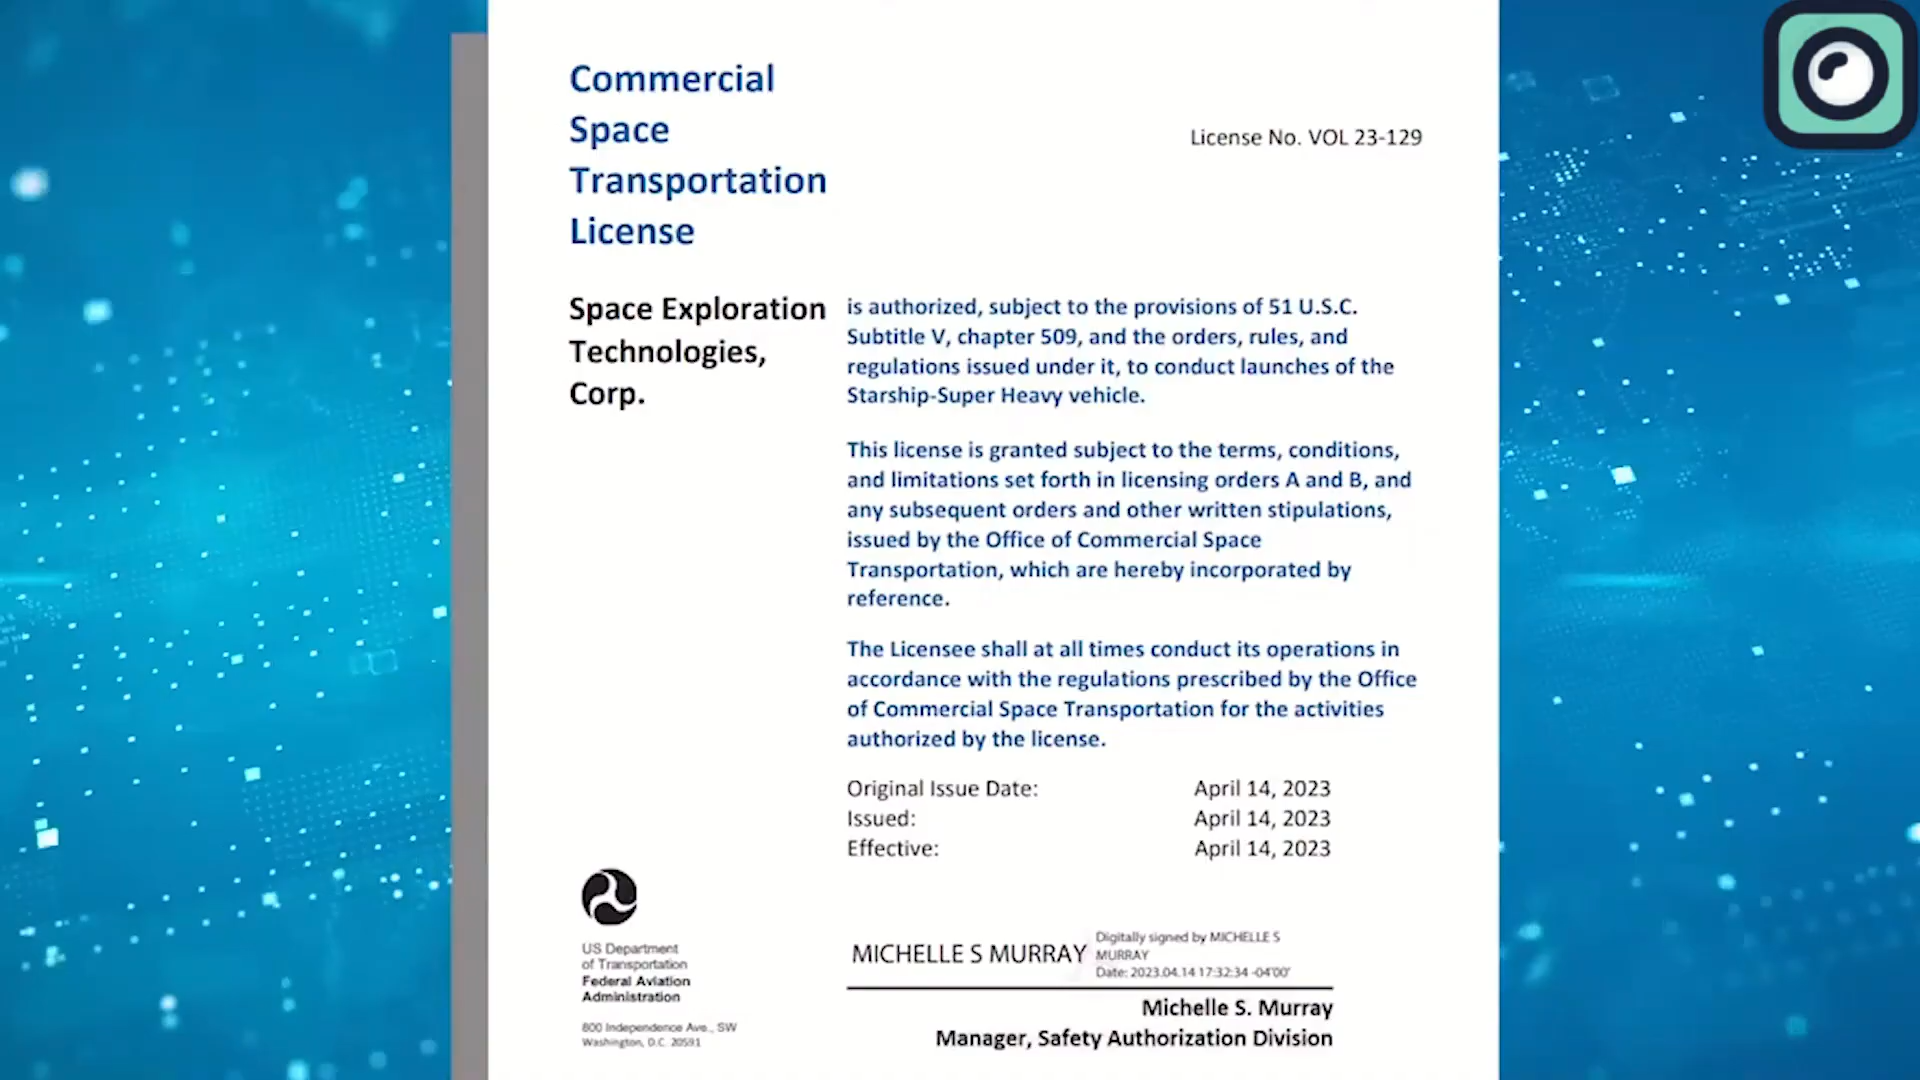 Commercial
Space
Transportation
License
License No. VOL 23-129
Space Exploration
Technologies,
Corp.
is authorized, subject to the provisions of 51 U.S.C.
Subtitle V, chapter 509, and the orders, rules, and
regulations issued under it, to conduct launches of the
Starship-Super Heavy vehicle.
This license is granted subject to the terms, conditions,
and limitations set forth in licensing orders A and B, and
any subsequent orders and other written stipulations,
issued by the Office of Commercial Space
Transportation, which are hereby incorporated by
reference.
The Licensee shall at all times conduct its operations in
accordance with the regulations prescribed by the Office
of Commercial Space Transportation for the activities
authorized by the license.
Original Issue Date: April 14, 2023
Issued: April 14, 2023
Effective: April 14, 2023
US Department
of Transportation
Federal Aviation
Administration
800 Independence Ave., SW
Washington, D.C. 20591
MICHELLE S MURRAY
Digitally signed by MICHELLE S
MURRAY
Date: 2023.04.14 17:32:34 -04'00'
Michelle S. Murray
Manager, Safety Authorization Division